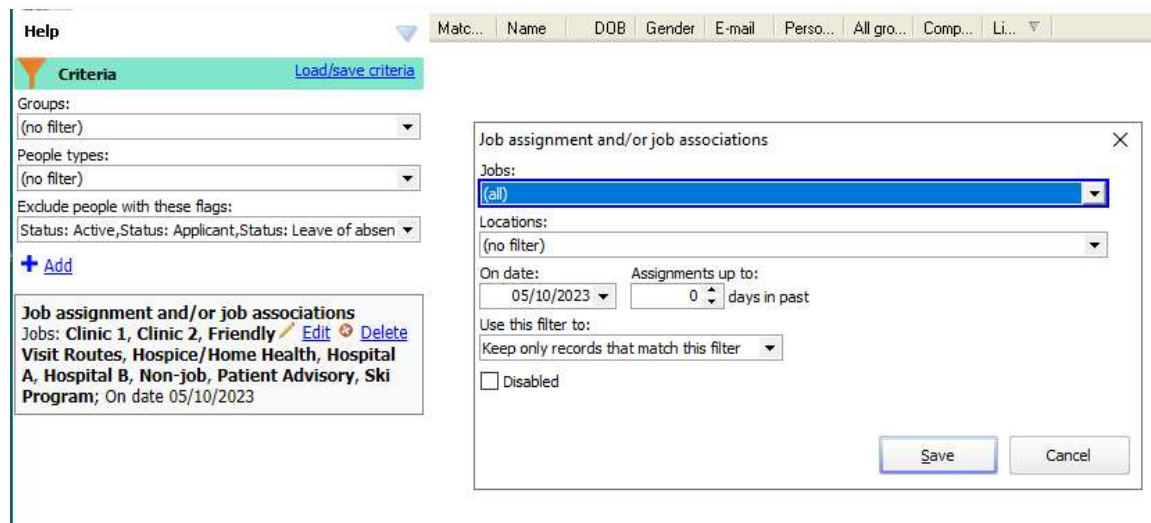 Help
Matc... Name DOB Gender E-mail Perso... All gro... Comp... Li...
Criteria Load/save criteria
Groups:
(no filter)
People types:
(no filter)
Exclude people with these flags:
Status: Active,Status: Applicant,Status: Leave of absen
+ Add
Job assignment and/or job associations
Jobs: Clinic 1, Clinic 2, Friendly Edit Delete
Visit Routes, Hospice/Home Health, Hospital
A, Hospital B, Non-job, Patient Advisory, Ski
Program; On date 05/10/2023
Job assignment and/or job associations
Jobs:
(all)
Locations:
(no filter)
On date: Assignments up to:
05/10/2023 0 days in past
Use this filter to:
Keep only records that match this filter
Disabled
Save Cancel